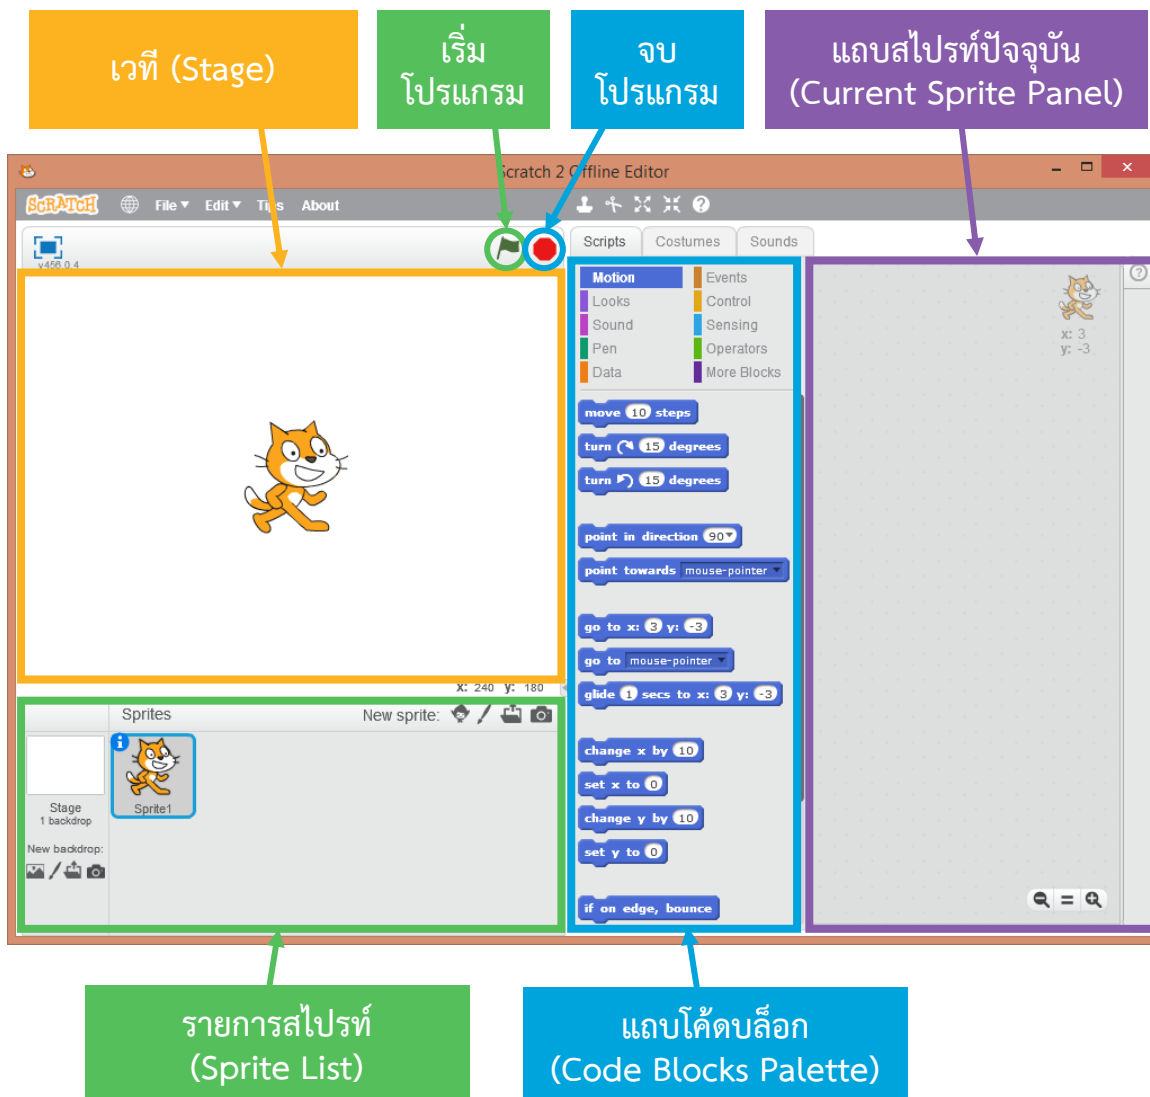 เวที (Stage)
เริ่ม
โปรแกรม
จบ
โปรแกรม
แถบสไปรท์ปัจจุบัน
(Current Sprite Panel)
Scratch 2 Offline Editor
SCRATCH
File
Edit
Tips
About
v456.0.4
Scripts
Costumes
Sounds
Motion
Events
Looks
Control
Sound
Sensing
Pen
Operators
Data
More Blocks
x: 3
y: -3
move 10 steps
turn 15 degrees
turn 15 degrees
point in direction 90
point towards mouse-pointer
go to x: 3 y: -3
go to mouse-pointer
glide 1 secs to x: 3 y: -3
change x by 10
set x to 0
change y by 10
set y to 0
if on edge, bounce
x: 240 y: 180
Sprites
New sprite:
Stage
1 backdrop
Sprite1
New backdrop:
รายการสไปรท์
(Sprite List)
แถบโค้ดบล็อก
(Code Blocks Palette)